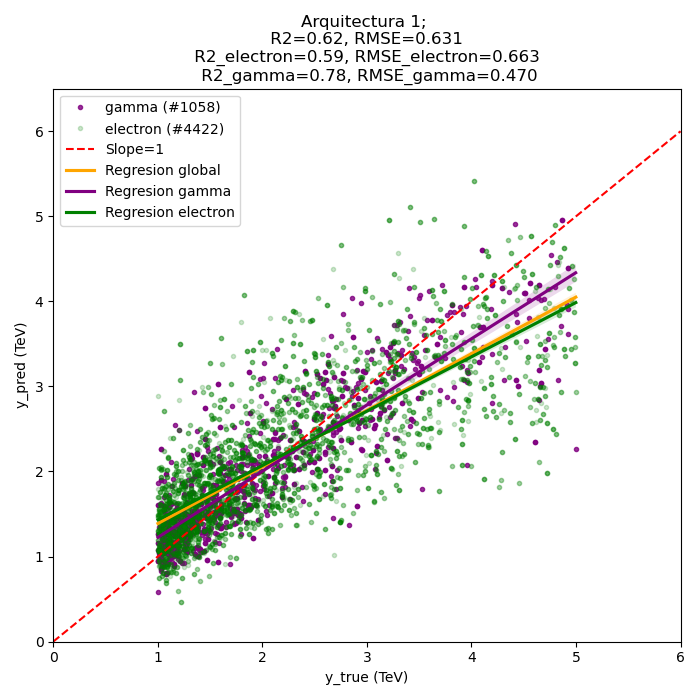 Arquitectura 1;
R2=0.62, RMSE=0.631
R2_electron=0.59, RMSE_electron=0.663
R2_gamma=0.78, RMSE_gamma=0.470
gamma (#1058)
electron (#4422)
Slope=1
Regresion global
Regresion gamma
Regresion electron
y_pred (TeV)
6
5
4
3
2
1
0
0 1 2 3 4 5 6
y_true (TeV)